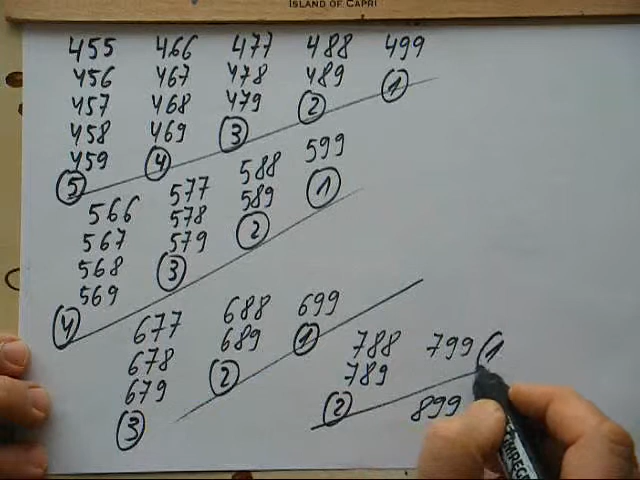 ISLAND OF CAPRI
455 466 477 488 499
456 467 478 489 ①
457 468 479 ②
458 469 ③
459 ④
⑤
566 577 588 599
567 578 589 ①
568 579 ②
569 ③
④
677 688 699
678 689 ①
679 ②
③
788 799 ①
789
② 899